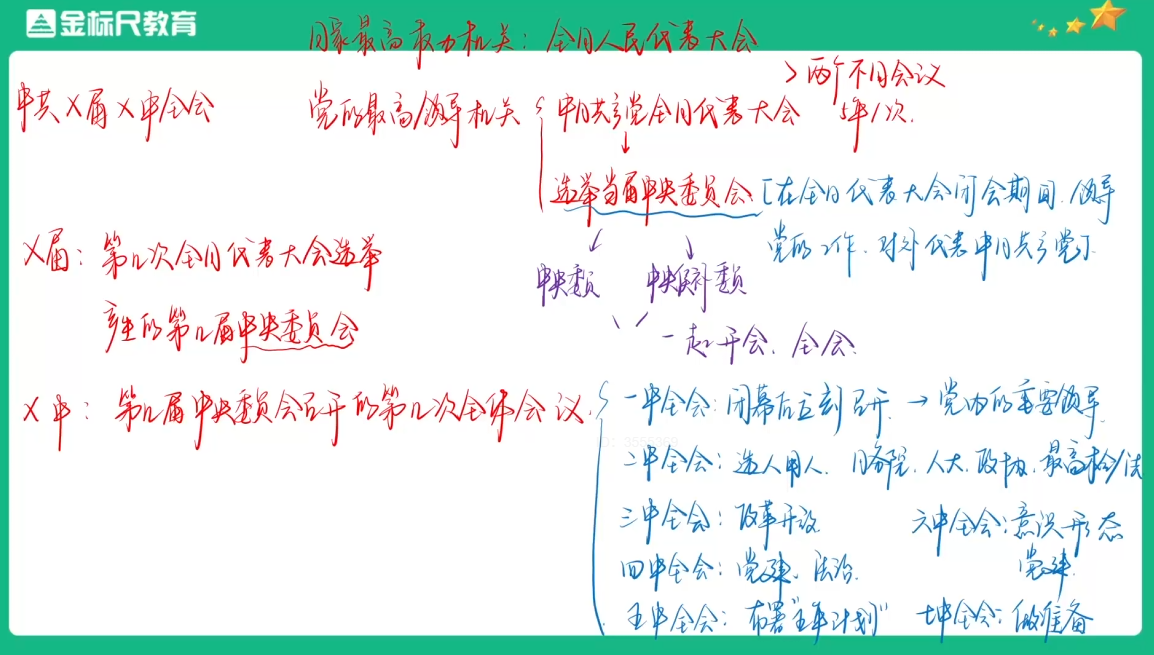 金标尺教育
国家最高权力机关：全国人民代表大会
>两个不同会议
中共X届X中全会
党的最高领导机关
中国共产党全国代表大会 5年1次.
选举当届中央委员会
[在全国代表大会闭会期间.领导
党的工作.对外代表中国共产党].
X届：第几次全国代表大会选举
产生的第几届中央委员会
中央委员 中央候补委员
一起开会、全会.
X中：第几届中央委员会召开的第几次全体会议.
一中全会：闭幕后立刻召开.→党内的重要领导.
二中全会：选人用人.国务院.人大.政协.最高检/法
三中全会：改革开放
六中全会：意识形态
党建.
四中全会：党建、法治.
五中全会：布署"五年计划"
七中全会：做准备